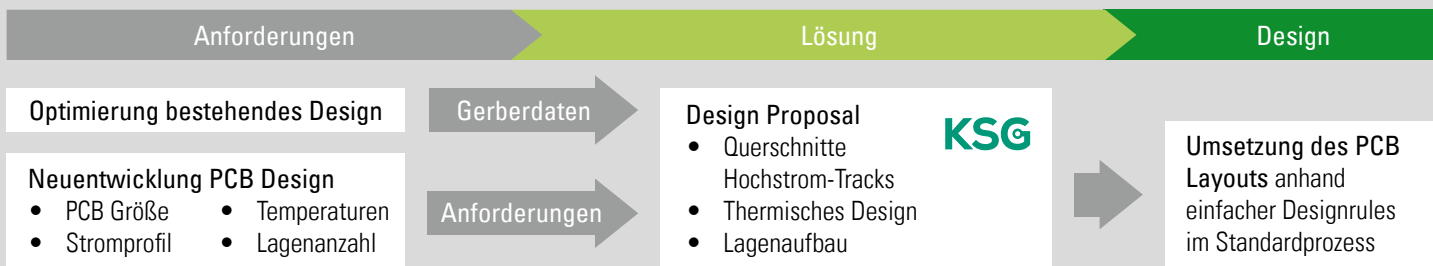 Anforderungen
Lösung
Design
Optimierung bestehendes Design
Gerberdaten
Neuentwicklung PCB Design
• PCB Größe • Temperaturen
• Stromprofil • Lagenanzahl
Anforderungen
Design Proposal
KSG
• Querschnitte
Hochstrom-Tracks
• Thermisches Design
• Lagenaufbau
Umsetzung des PCB
Layouts anhand
einfacher Designrules
im Standardprozess